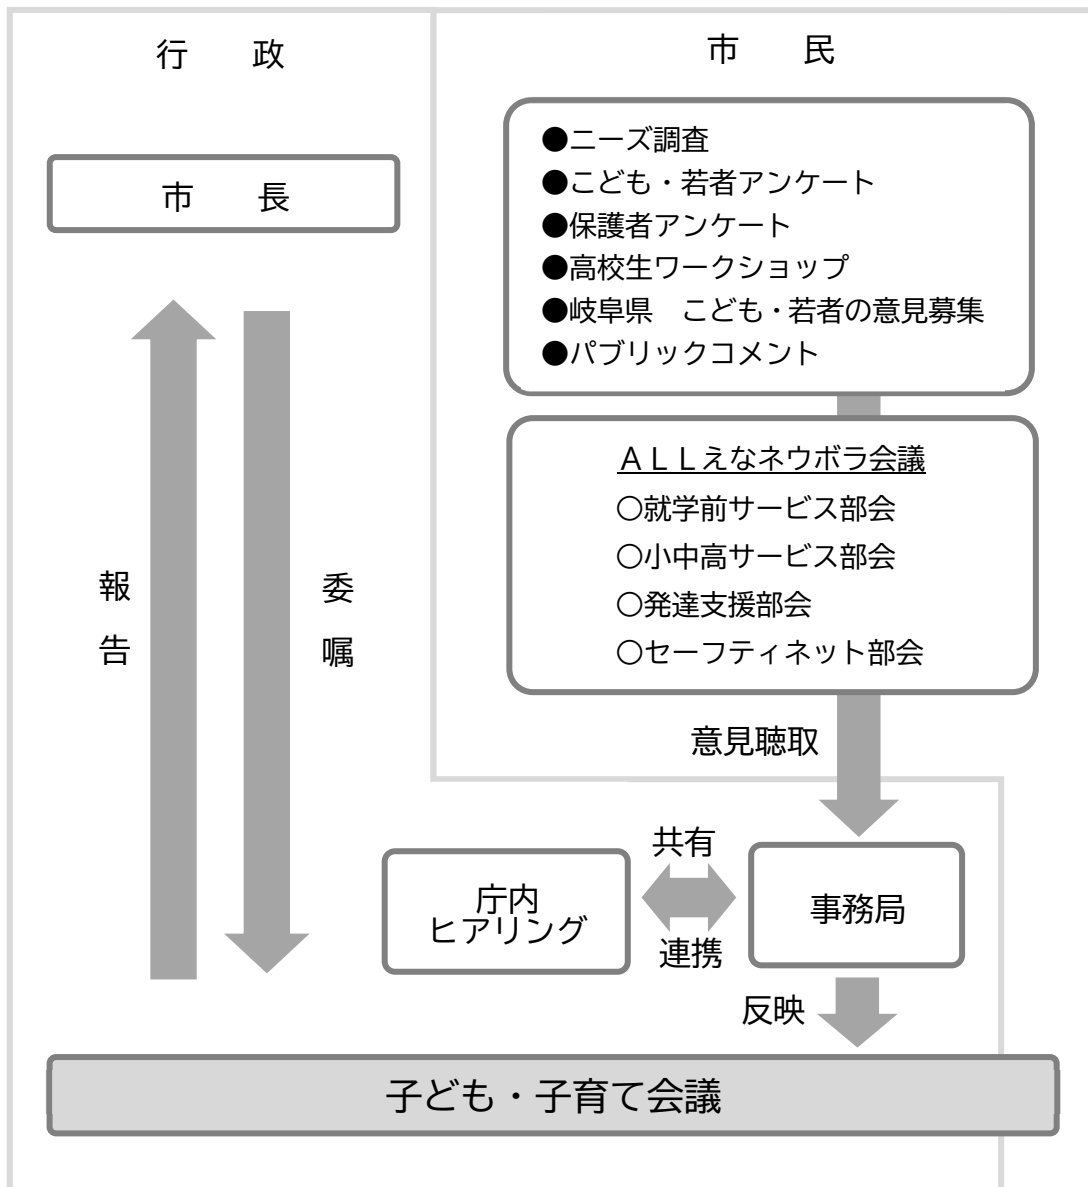 行　政
市　長
報告
委嘱
市　民
●ニーズ調査
●こども・若者アンケート
●保護者アンケート
●高校生ワークショップ
●岐阜県　こども・若者の意見募集
●パブリックコメント
ＡＬＬえなネウボラ会議
○就学前サービス部会
○小中高サービス部会
○発達支援部会
○セーフティネット部会
意見聴取
庁内
ヒアリング
共有
連携
事務局
反映
子ども・子育て会議